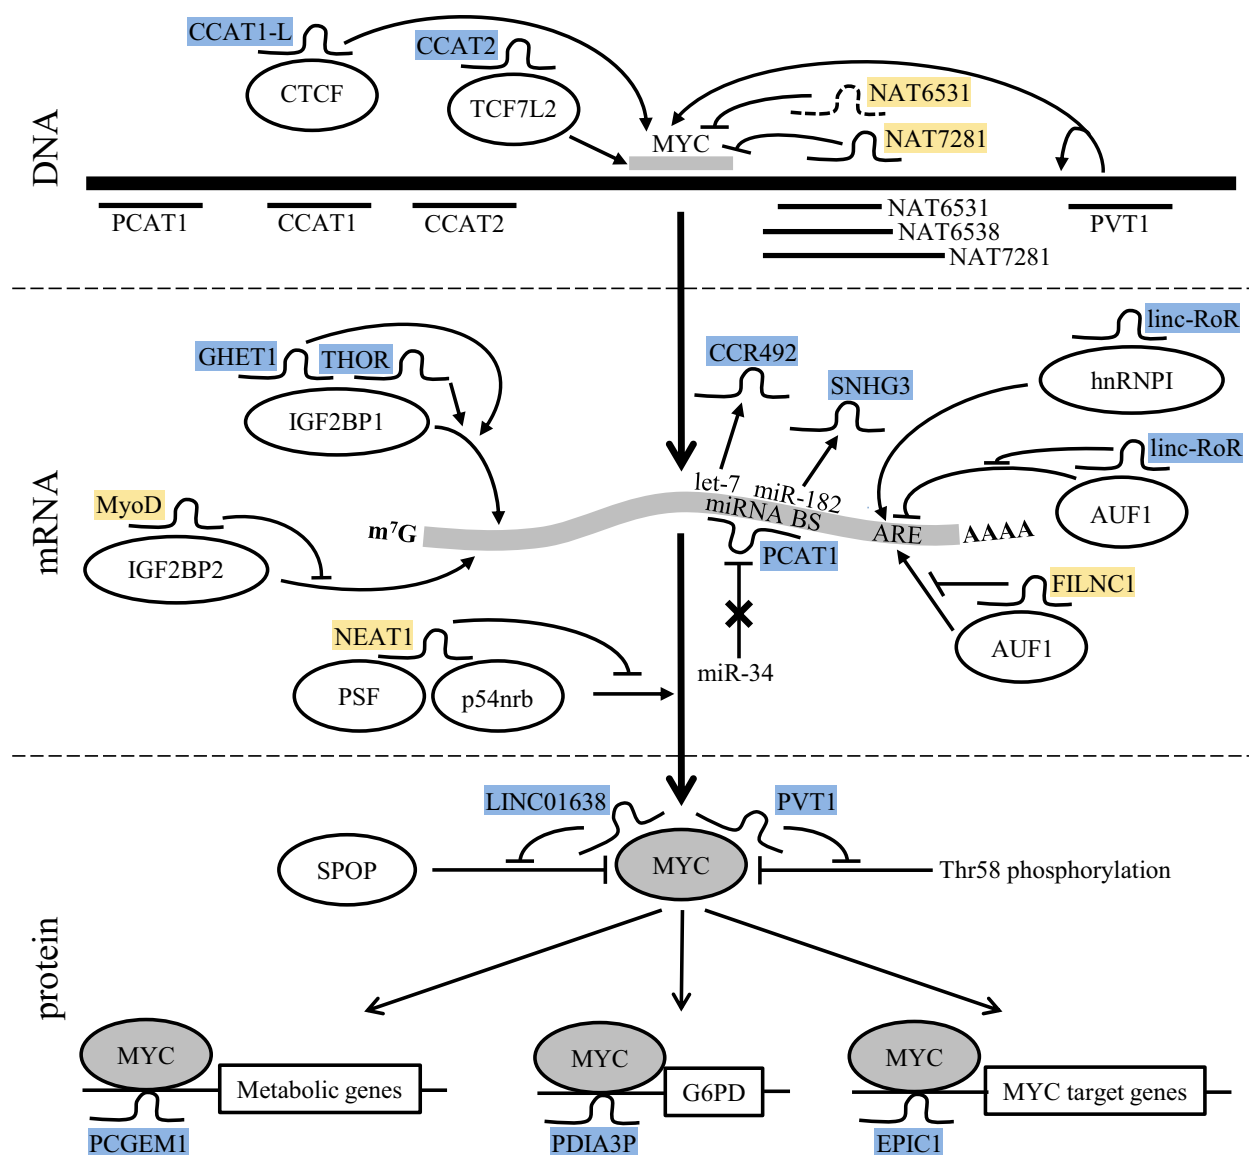 DNA
CCAT1-L
CTCF
CCAT2
TCF7L2
MYC
NAT6531
NAT7281
PCAT1
CCAT1
CCAT2
NAT6531
NAT6538
NAT7281
PVT1
mRNA
GHET1
THOR
IGF2BP1
CCR492
SNHG3
linc-RoR
hnRNPI
linc-RoR
AUF1
let-7
miR-182
miRNA BS
ARE
m⁷G
AAAA
MyoD
IGF2BP2
PCAT1
miR-34
FILNC1
AUF1
NEAT1
PSF
p54nrb
protein
LINC01638
PVT1
SPOP
MYC
Thr58 phosphorylation
MYC
Metabolic genes
PCGEM1
MYC
G6PD
PDIA3P
MYC
MYC target genes
EPIC1